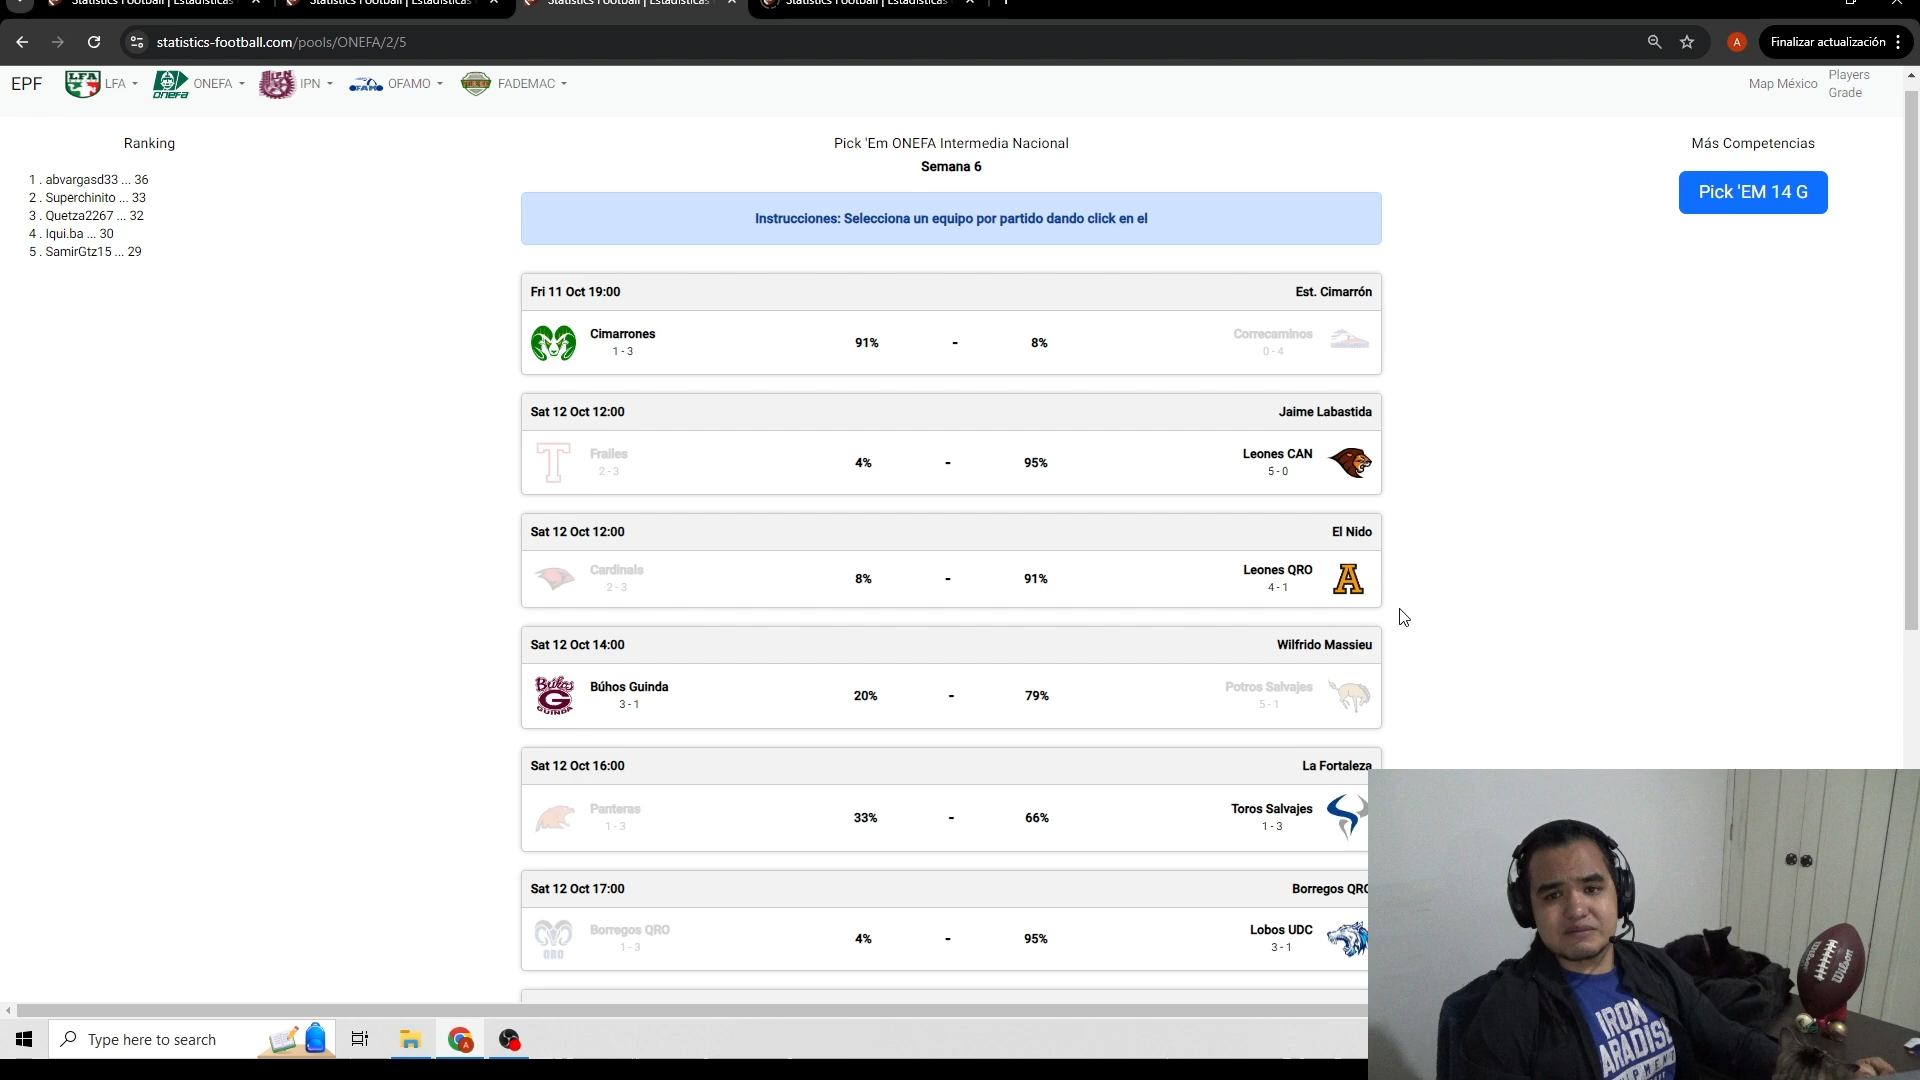 statistics-football.com/pools/ONEFA/2/5
A
Finalizar actualización
EPF
LFA
ONEFA
IPN
OFAMO
FADEMAC
Map México
Players
Grade
Ranking
1 . abvargasd33 ... 36
2 . Superchinito ... 33
3 . Quetza2267 ... 32
4 . Iqui.ba ... 30
5 . SamirGtz15 ... 29
Pick 'Em ONEFA Intermedia Nacional
Semana 6
Instrucciones: Selecciona un equipo por partido dando click en el
Más Competencias
Pick 'EM 14 G
Fri 11 Oct 19:00
Est. Cimarrón
Cimarrones
1 - 3
91% - 8%
Correcaminos
0 - 4
Sat 12 Oct 12:00
Jaime Labastida
T
Frailes
2 - 3
4% - 95%
Leones CAN
5 - 0
Sat 12 Oct 12:00
El Nido
Cardinals
2 - 3
8% - 91%
Leones QRO
4 - 1
A
Sat 12 Oct 14:00
Wilfrido Massieu
Búhos
G
GUINDA
Búhos Guinda
3 - 1
20% - 79%
Potros Salvajes
5 - 1
Sat 12 Oct 16:00
La Fortaleza
Panteras
1 - 3
33% - 66%
Toros Salvajes
1 - 3
Sat 12 Oct 17:00
Borregos QRO
QRO
Borregos QRO
1 - 3
4% - 95%
Lobos UDC
3 - 1
Type here to search
IRON
Wilson